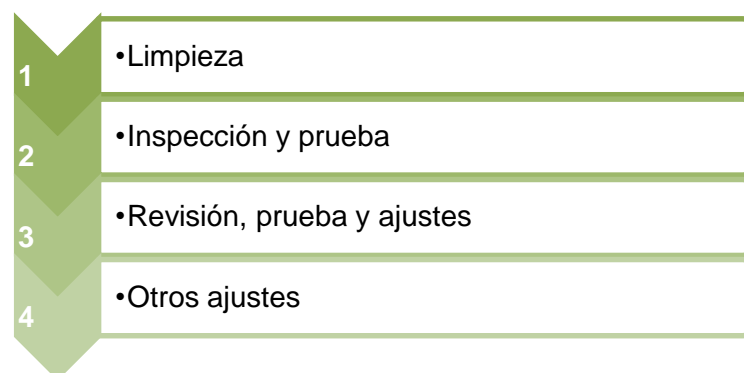 1
•Limpieza
2
•Inspección y prueba
3
•Revisión, prueba y ajustes
4
•Otros ajustes